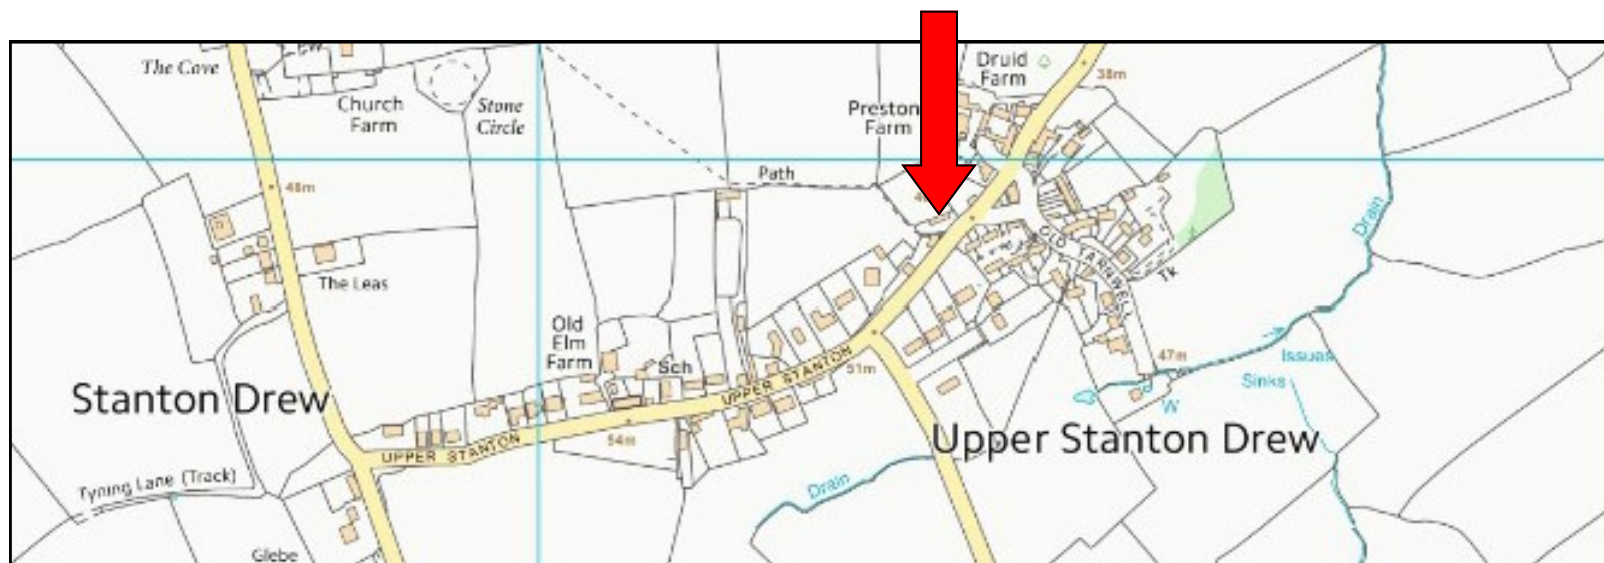 The Cove
Church
Farm
Stone
Circle
Druid
Farm
38m
Preston
Farm
Path
48m
The Leas
Drain
OLD
TARNWELL
Tk
Old
Elm
Farm
Sch
UPPER STANTON
51m
47m
Issues
Sinks
W
Stanton Drew
UPPER STANTON
54m
Upper Stanton Drew
Tyning Lane (Track)
Drain
Glebe